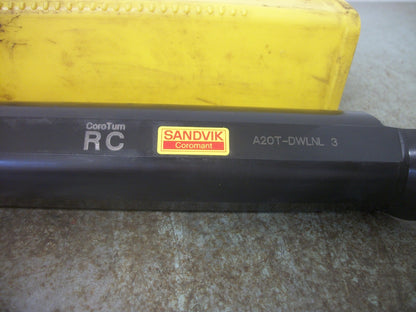 CoroTurn
RC
SANDVIK
Coromant
A20T-DWLNL 3